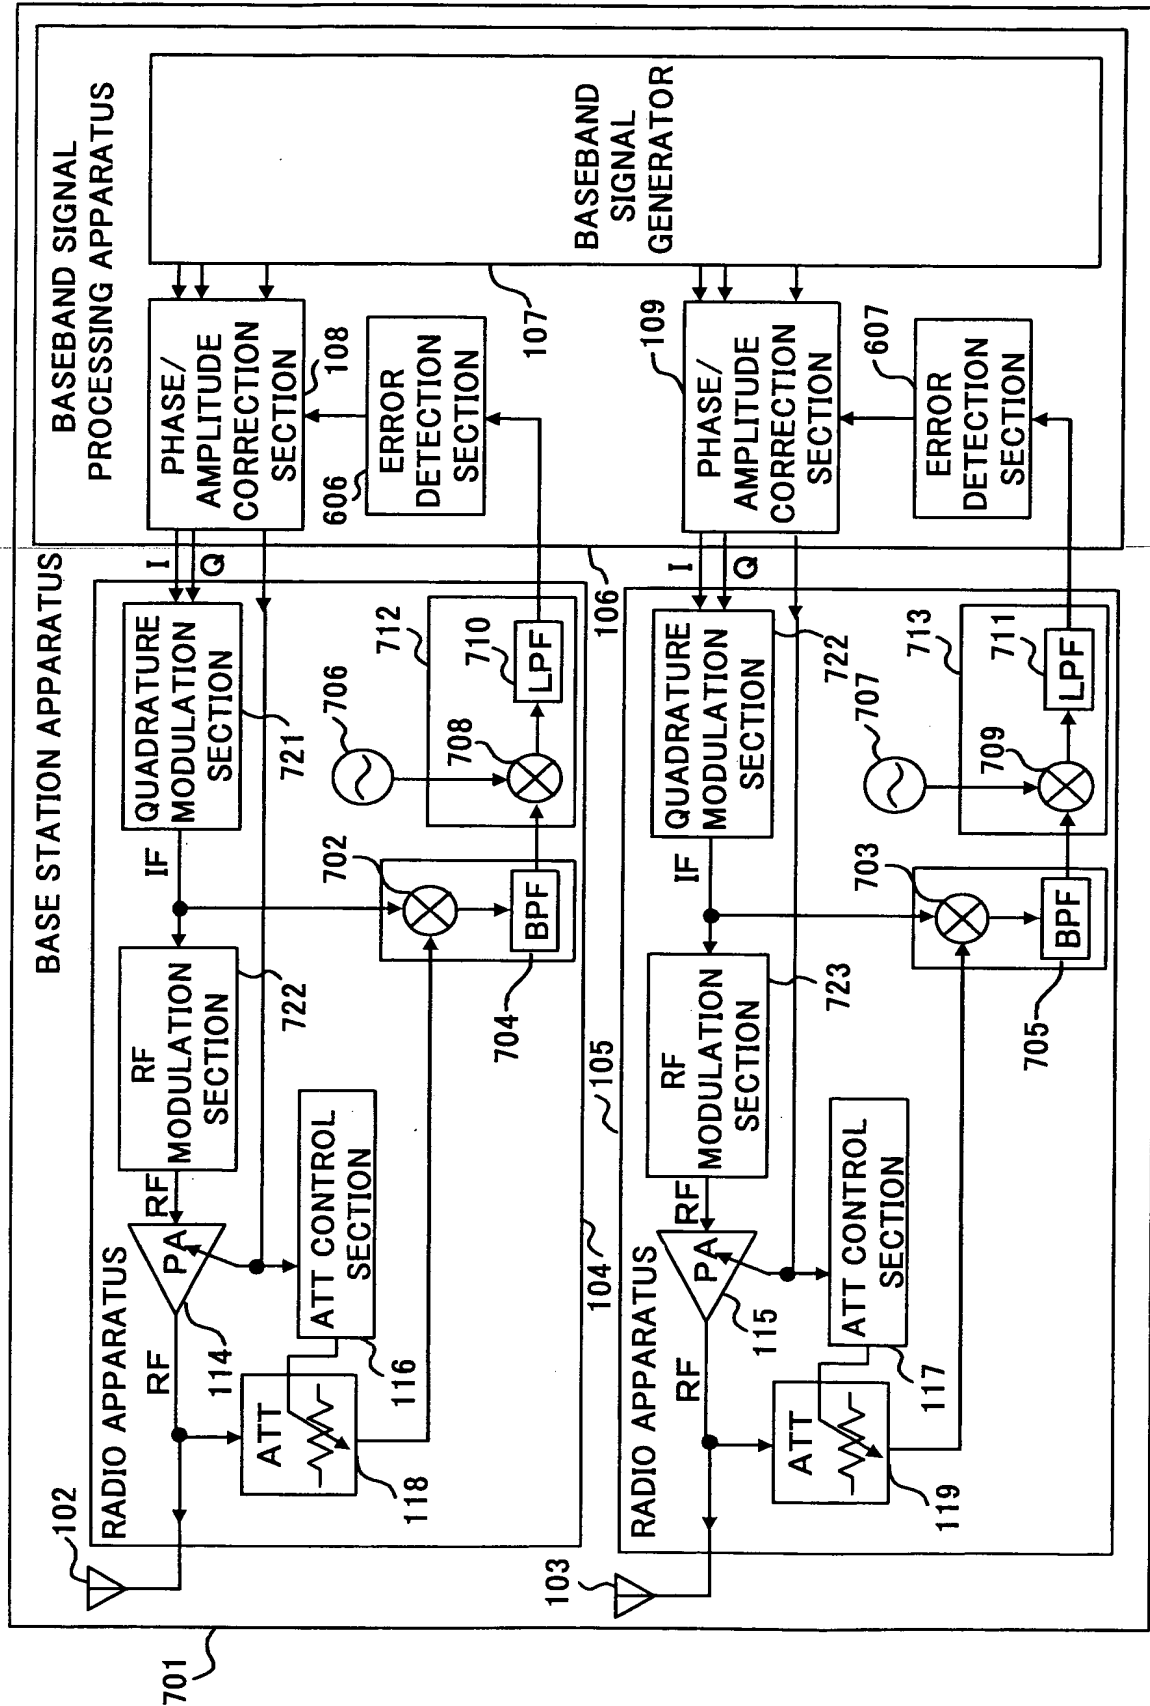 701
BASE STATION APPARATUS
BASEBAND SIGNAL
PROCESSING APPARATUS
102
RADIO APPARATUS
RF
114
PA
RF
RF
MODULATION
SECTION
722
IF
QUADRATURE
MODULATION
SECTION
721
I
Q
PHASE/
AMPLITUDE
CORRECTION
SECTION
108
ATT
118
ATT CONTROL
SECTION
116
702
BPF
704
706
708
712
710
LPF
606
ERROR
DETECTION
SECTION
107
BASEBAND
SIGNAL
GENERATOR
104
105
106
103
RADIO APPARATUS
RF
115
PA
RF
RF
MODULATION
SECTION
723
IF
QUADRATURE
MODULATION
SECTION
722
I
Q
109
PHASE/
AMPLITUDE
CORRECTION
SECTION
ATT
119
ATT CONTROL
SECTION
117
703
BPF
705
707
709
713
711
LPF
607
ERROR
DETECTION
SECTION